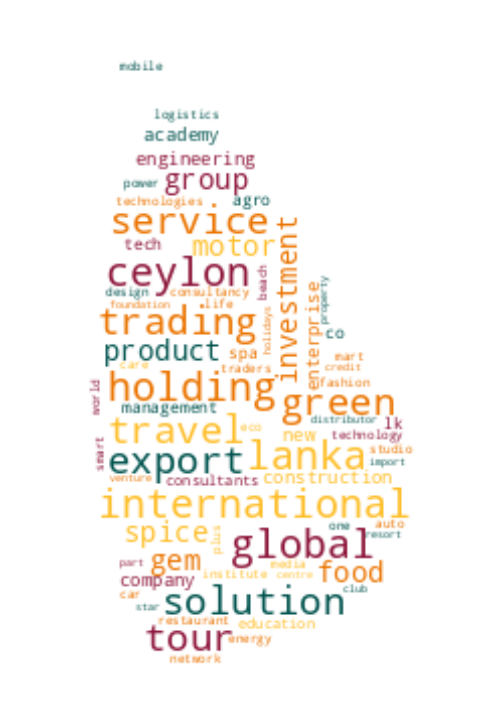 mobile
logistics
academy
engineering
power group
technologies agro
service
tech motor
investment
ceylon
beach
property
design consultancy
foundation life
enterprise
trading
holidays
co
product spa
mart
care traders credit
holding fashion
world
green
management
distributor lk
travel eco new technology
smart
export lanka studio
import
venture consultants construction
international
spice plus one auto
resort
global
part gem media
company institute centre food
car club
star solution
restaurant education
tour energy
network